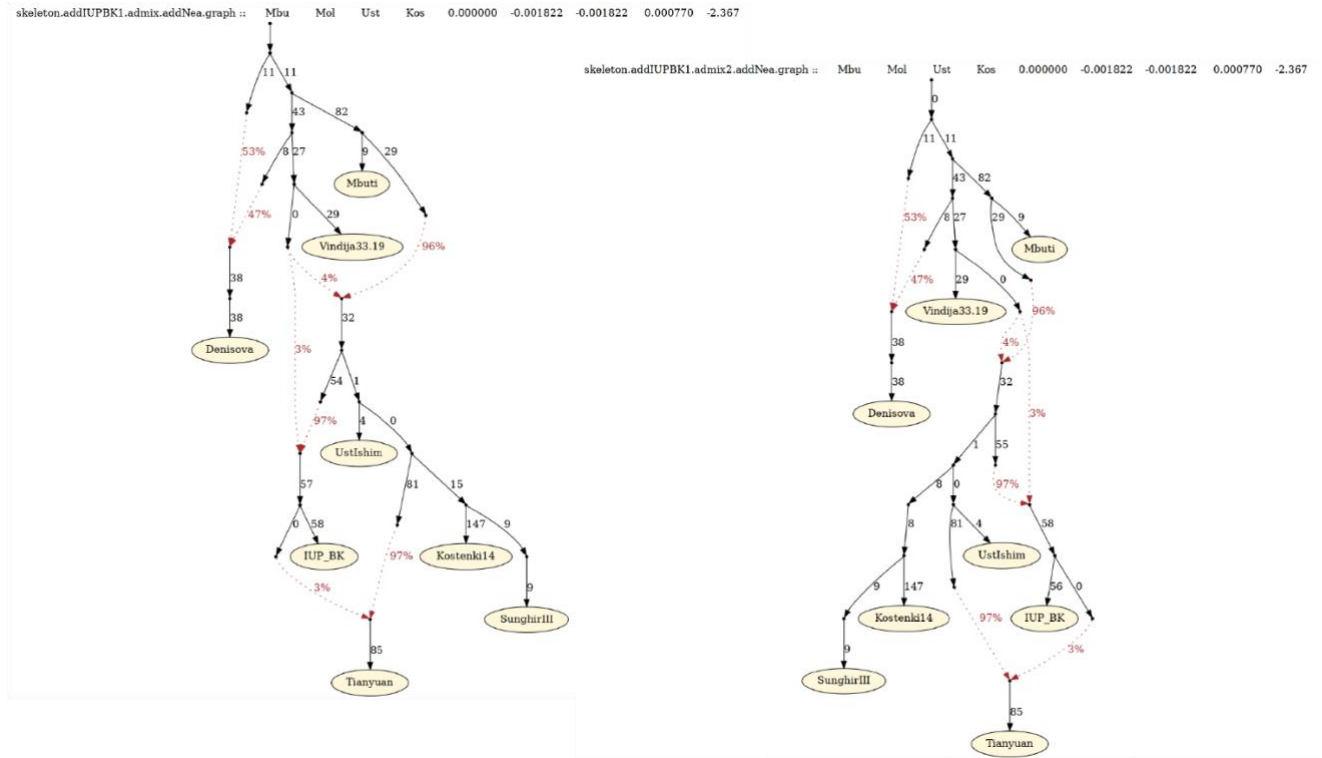 skeleton.addIUPBK1.admix.addNea.graph :: Mbu Mol Ust Kos 0.000000 -0.001822 -0.001822 0.000770 -2.367
11 11
43 82
53% 8 27 9 29
Mbuti
47% 0 29
Vindija33.19 96%
4%
38 32
38
Denisova 3%
54 1
97% 4 0
UstIshim
57 81 15
0 58 147 9
IUP_BK 97% Kostenki14
3% 9
SunghirIII
85
Tianyuan
skeleton.addIUPBK1.admix2.addNea.graph :: Mbu Mol Ust Kos 0.000000 -0.001822 -0.001822 0.000770 -2.367
0
11 11
43 82
53% 8 27 29 9
Mbuti
47% 29 0
Vindija33.19 96%
38 4%
38 32
Denisova 3%
1 55
8 0 97%
8 81 4 58
UstIshim
9 147 56 0
Kostenki14 97% IUP_BK
9 3%
SunghirIII
85
Tianyuan